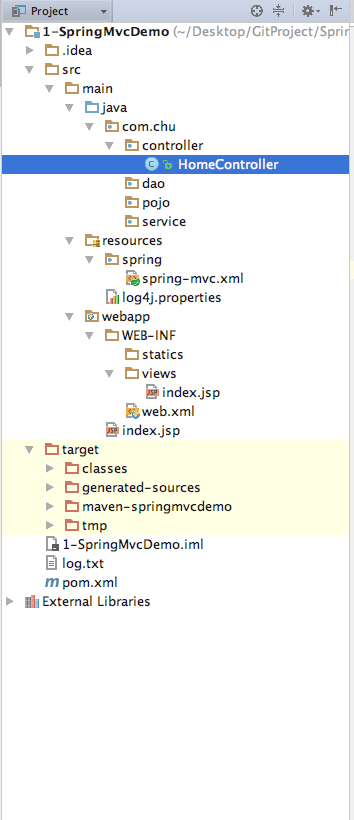 Project
1-SpringMvcDemo (~/Desktop/GitProject/Sprin
.idea
src
main
java
com.chu
controller
C HomeController
dao
pojo
service
resources
spring
spring-mvc.xml
log4j.properties
webapp
WEB-INF
statics
views
JSP index.jsp
web.xml
JSP index.jsp
target
classes
generated-sources
maven-springmvcdemo
tmp
1-SpringMvcDemo.iml
log.txt
m pom.xml
External Libraries